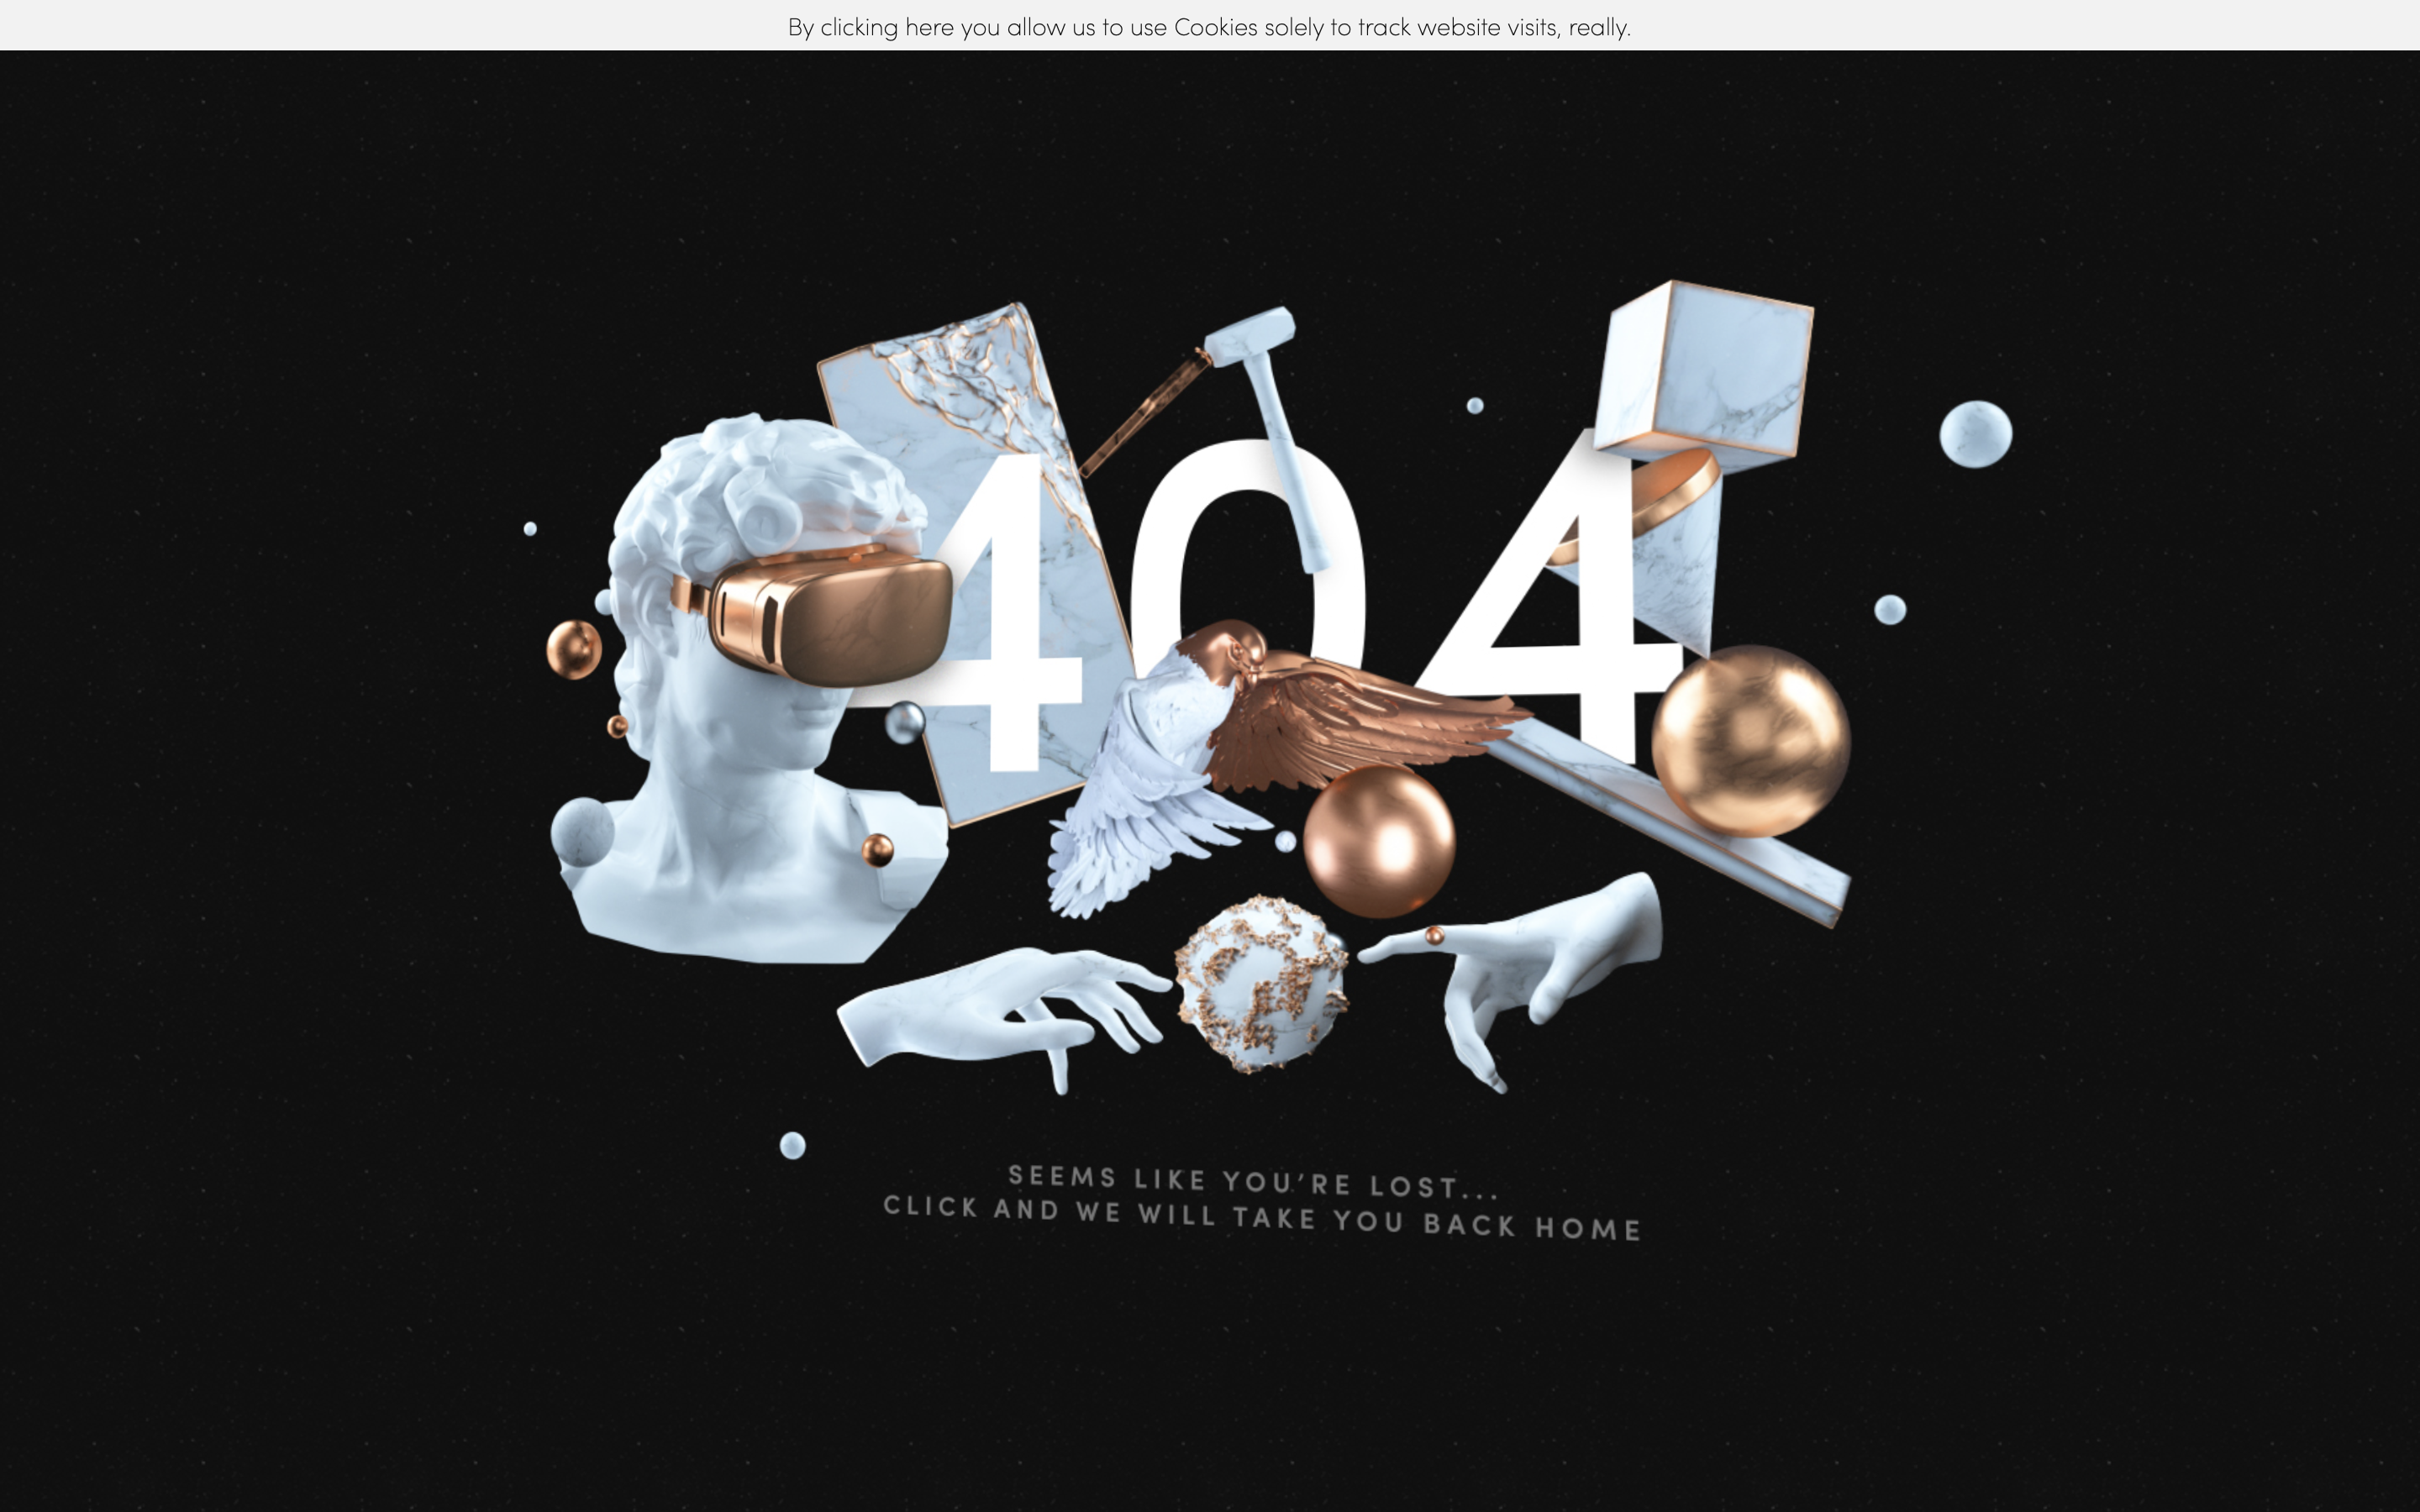 By clicking here you allow us to use Cookies solely to track website visits, really.
404
SEEMS LIKE YOU'RE LOST...
CLICK AND WE WILL TAKE YOU BACK HOME